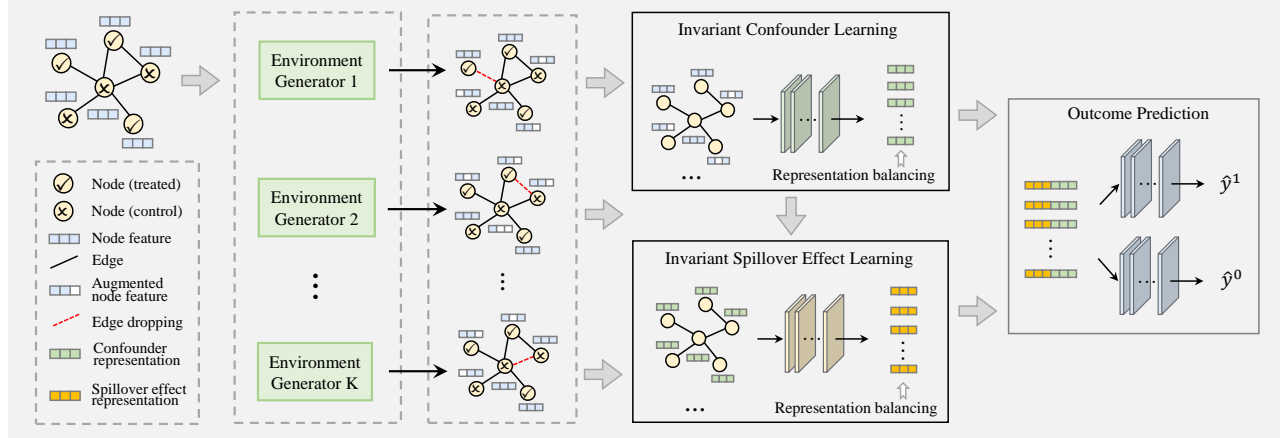 Node (treated)
Node (control)
Node feature
Edge
Augmented
node feature
Edge dropping
Confounder
representation
Spillover effect
representation
Environment
Generator 1
Environment
Generator 2
⋮
Environment
Generator K
⋮
Invariant Confounder Learning
...
...
Representation balancing
Invariant Spillover Effect Learning
...
...
Representation balancing
Outcome Prediction
...
ŷ¹
...
ŷ⁰